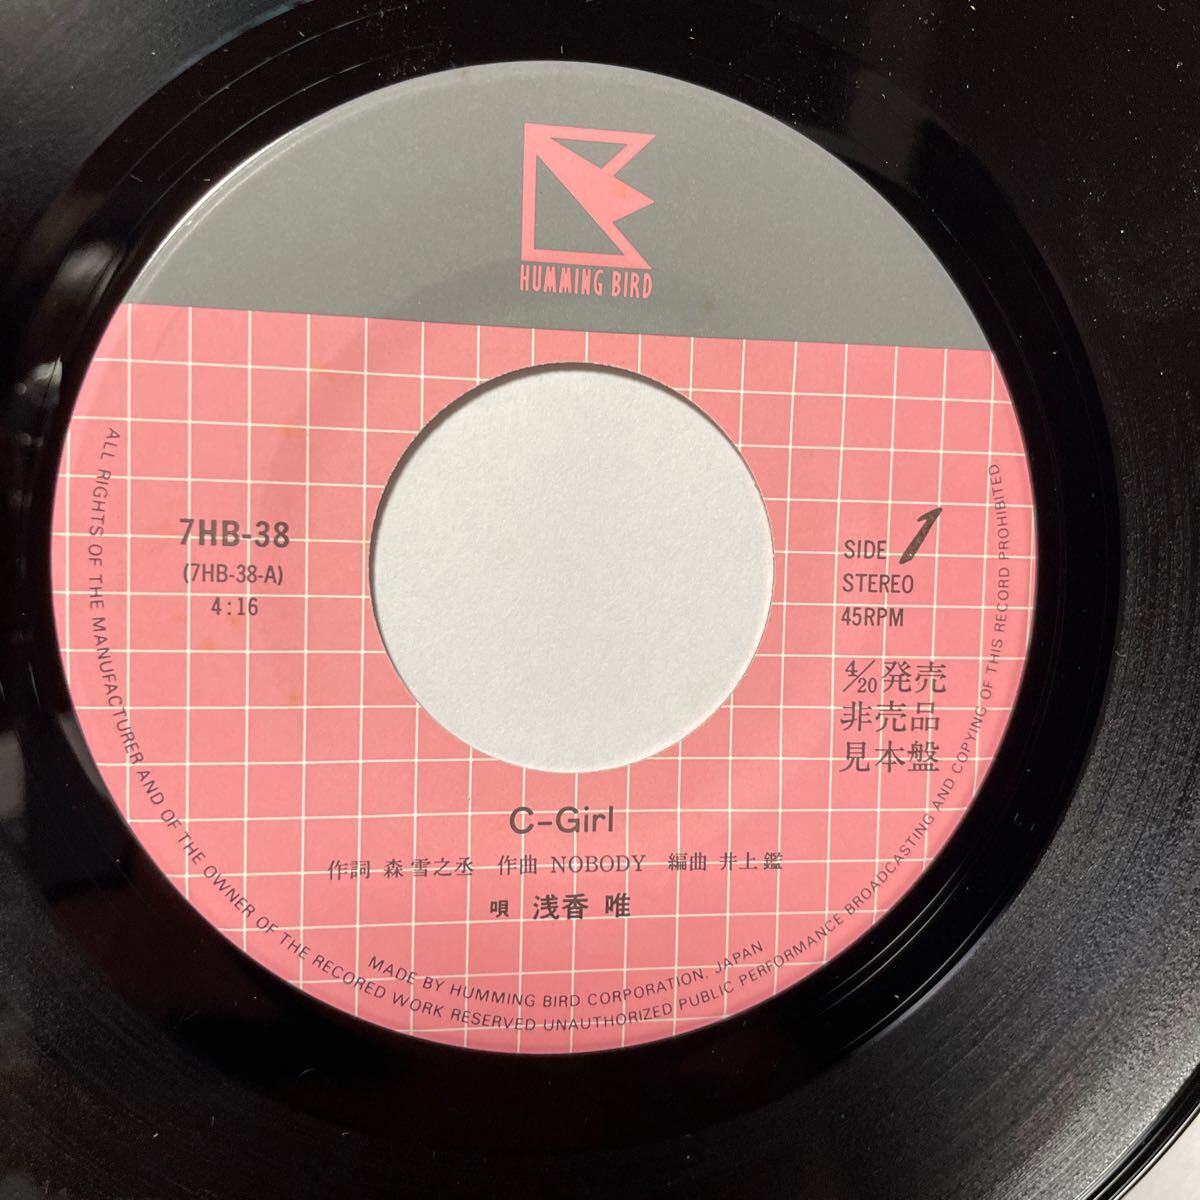 HUMMING BIRD
7HB-38
(7HB-38-A)
4:16
SIDE 1
STEREO
45RPM
4/20発売
非売品
見本盤
C-Girl
作詞 森 雪之丞 作曲 NOBODY 編曲 井上 鑑
唄 浅香 唯
MADE BY HUMMING BIRD CORPORATION, JAPAN
ALL RIGHTS OF THE MANUFACTURER AND OF THE OWNER OF THE RECORED WORK RESERVED UNAUTHORIZED PUBLIC PERFORMANCE BROADCASTING AND COPYING OF THIS RECORD PROHIBITED